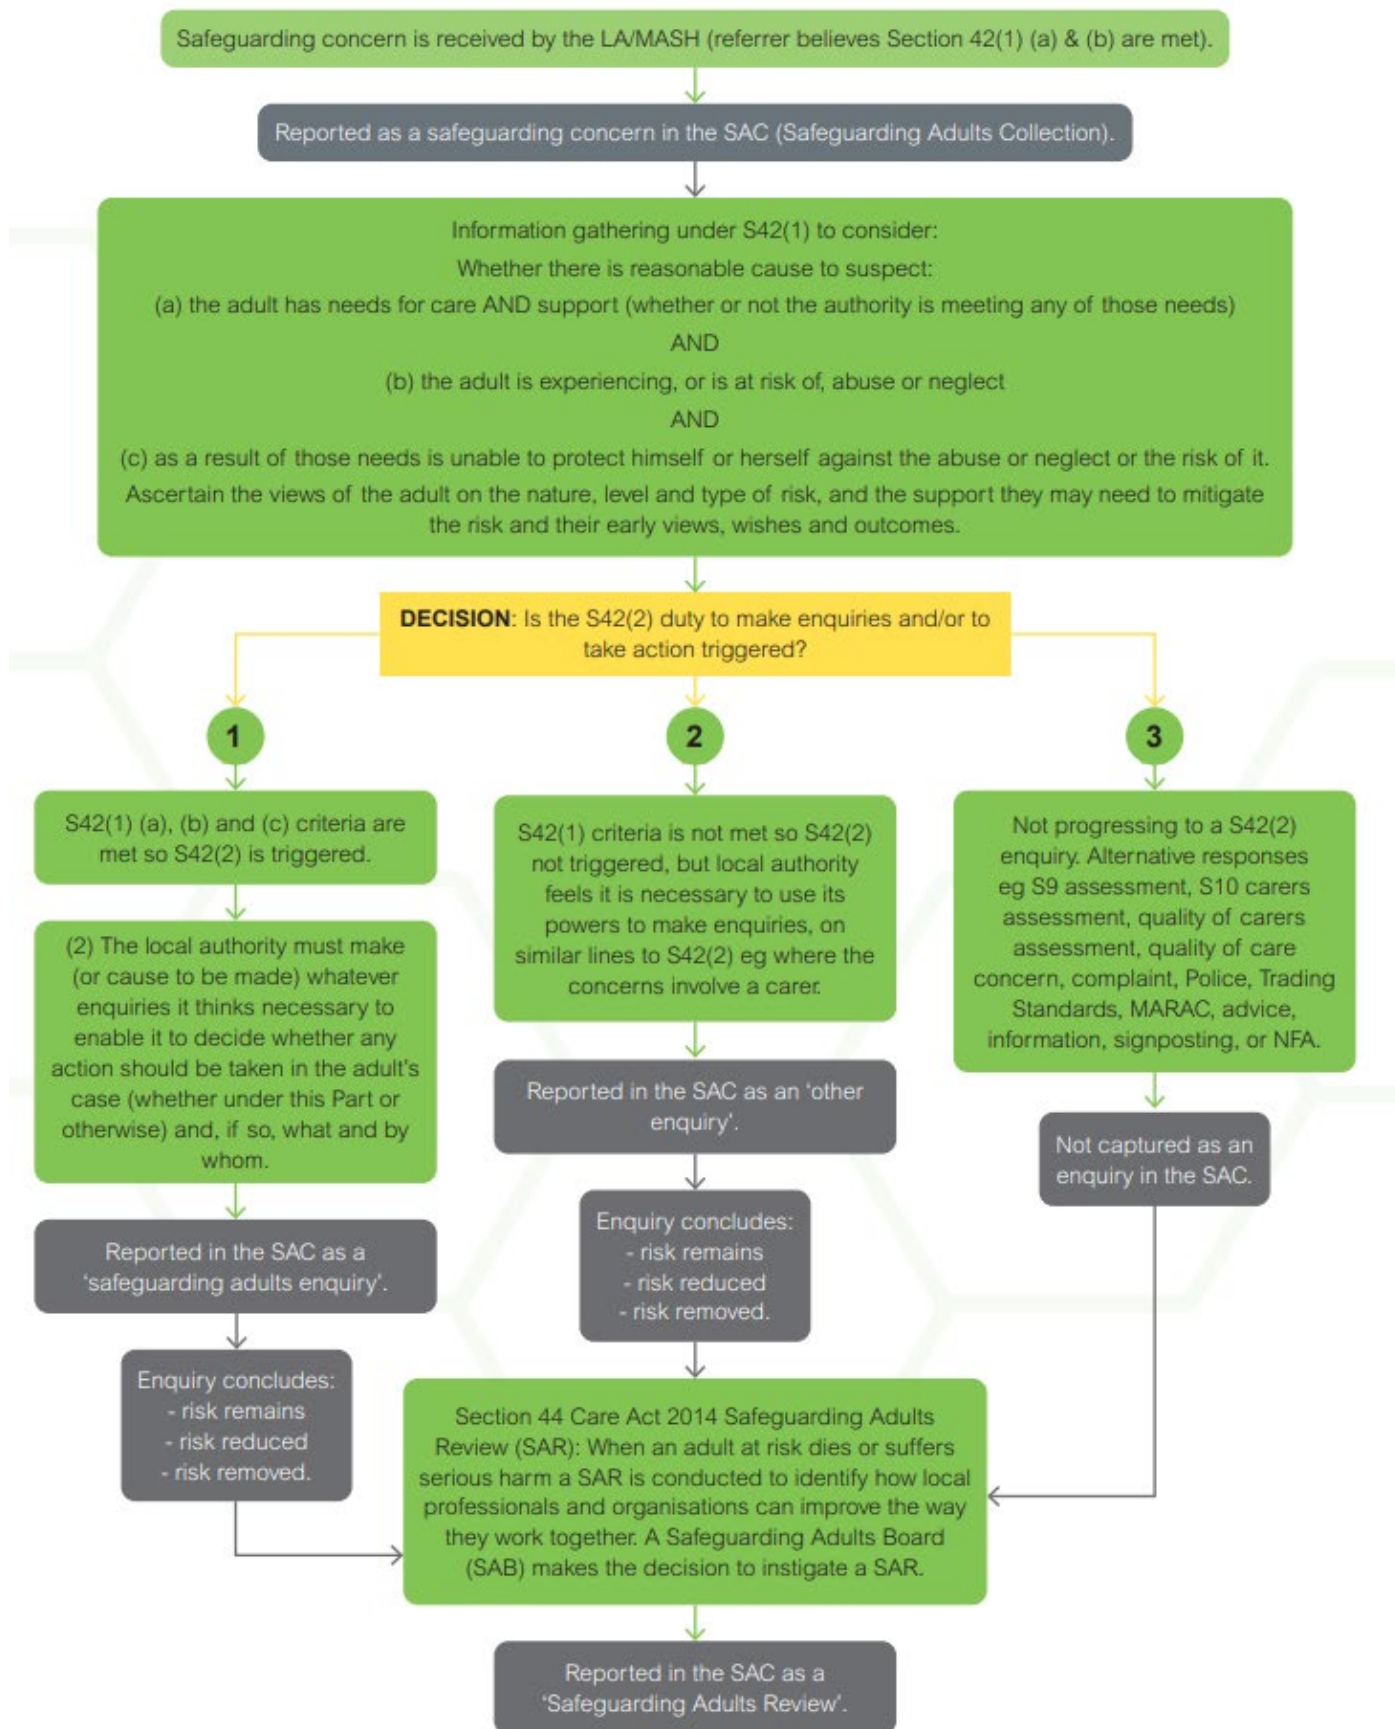 Safeguarding concern is received by the LA/MASH (referrer believes Section 42(1) (a) & (b) are met).
Reported as a safeguarding concern in the SAC (Safeguarding Adults Collection).
Information gathering under S42(1) to consider:
Whether there is reasonable cause to suspect:
(a) the adult has needs for care AND support (whether or not the authority is meeting any of those needs)
AND
(b) the adult is experiencing, or is at risk of, abuse or neglect
AND
(c) as a result of those needs is unable to protect himself or herself against the abuse or neglect or the risk of it.
Ascertain the views of the adult on the nature, level and type of risk, and the support they may need to mitigate
the risk and their early views, wishes and outcomes.
DECISION: Is the S42(2) duty to make enquiries and/or to
take action triggered?
1
S42(1) (a), (b) and (c) criteria are
met so S42(2) is triggered.
(2) The local authority must make
(or cause to be made) whatever
enquiries it thinks necessary to
enable it to decide whether any
action should be taken in the adult's
case (whether under this Part or
otherwise) and, if so, what and by
whom.
Reported in the SAC as a
‘safeguarding adults enquiry’.
Enquiry concludes:
- risk remains
- risk reduced
- risk removed.
2
S42(1) criteria is not met so S42(2)
not triggered, but local authority
feels it is necessary to use its
powers to make enquiries, on
similar lines to S42(2) eg where the
concerns involve a carer.
Reported in the SAC as an ‘other
enquiry’.
Enquiry concludes:
- risk remains
- risk reduced
- risk removed.
3
Not progressing to a S42(2)
enquiry. Alternative responses
eg S9 assessment, S10 carers
assessment, quality of carers
assessment, quality of care
concern, complaint, Police, Trading
Standards, MARAC, advice,
information, signposting, or NFA.
Not captured as an
enquiry in the SAC.
Section 44 Care Act 2014 Safeguarding Adults
Review (SAR): When an adult at risk dies or suffers
serious harm a SAR is conducted to identify how local
professionals and organisations can improve the way
they work together. A Safeguarding Adults Board
(SAB) makes the decision to instigate a SAR.
Reported in the SAC as a
‘Safeguarding Adults Review’.